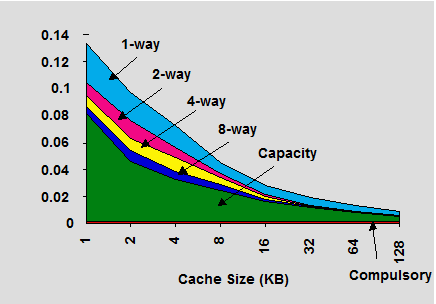 0.14
0.12
0.1
0.08
0.06
0.04
0.02
0
1-way
2-way
4-way
8-way
Capacity
1
2
4
8
16
32
64
128
Cache Size (KB)
Compulsory